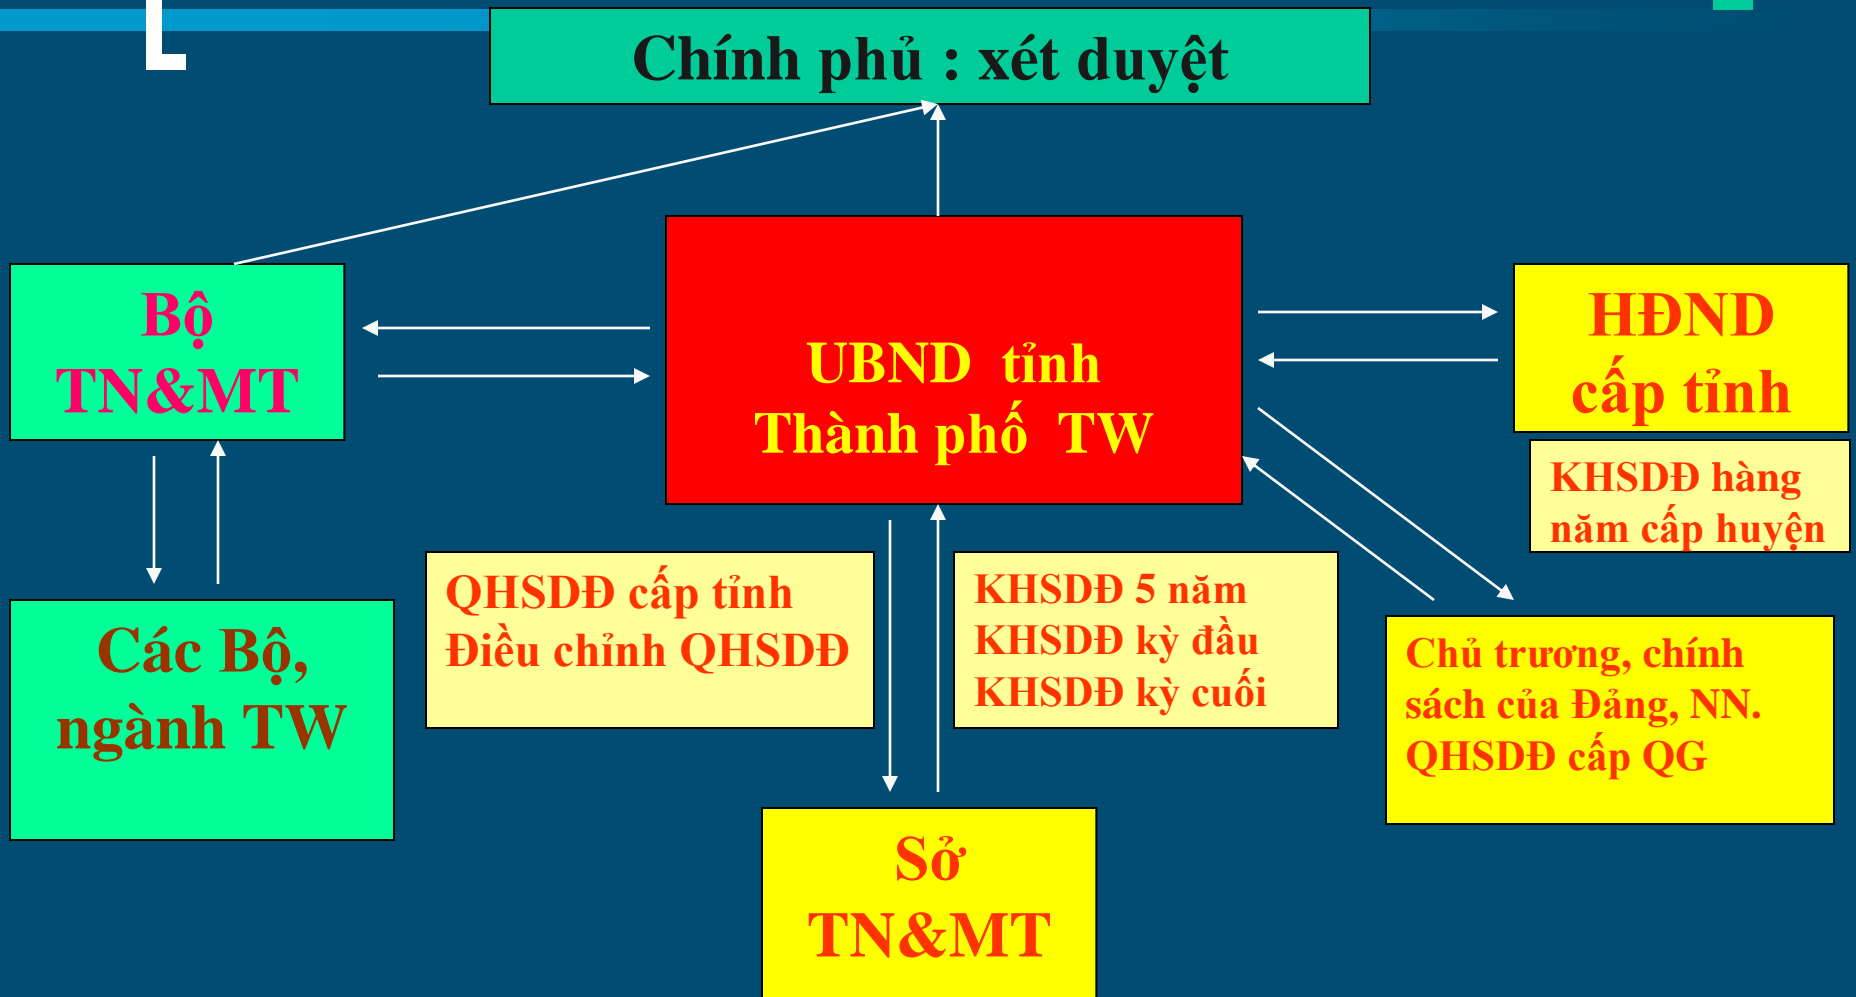 Chính phủ : xét duyệt
Bộ
TN&MT
UBND tỉnh
Thành phố TW
HĐND
cấp tỉnh
KHSDĐ hàng
năm cấp huyện
QHSDĐ cấp tỉnh
Điều chỉnh QHSDĐ
KHSDĐ 5 năm
KHSDĐ kỳ đầu
KHSDĐ kỳ cuối
Các Bộ,
ngành TW
Chủ trương, chính
sách của Đảng, NN.
QHSDĐ cấp QG
Sở
TN&MT